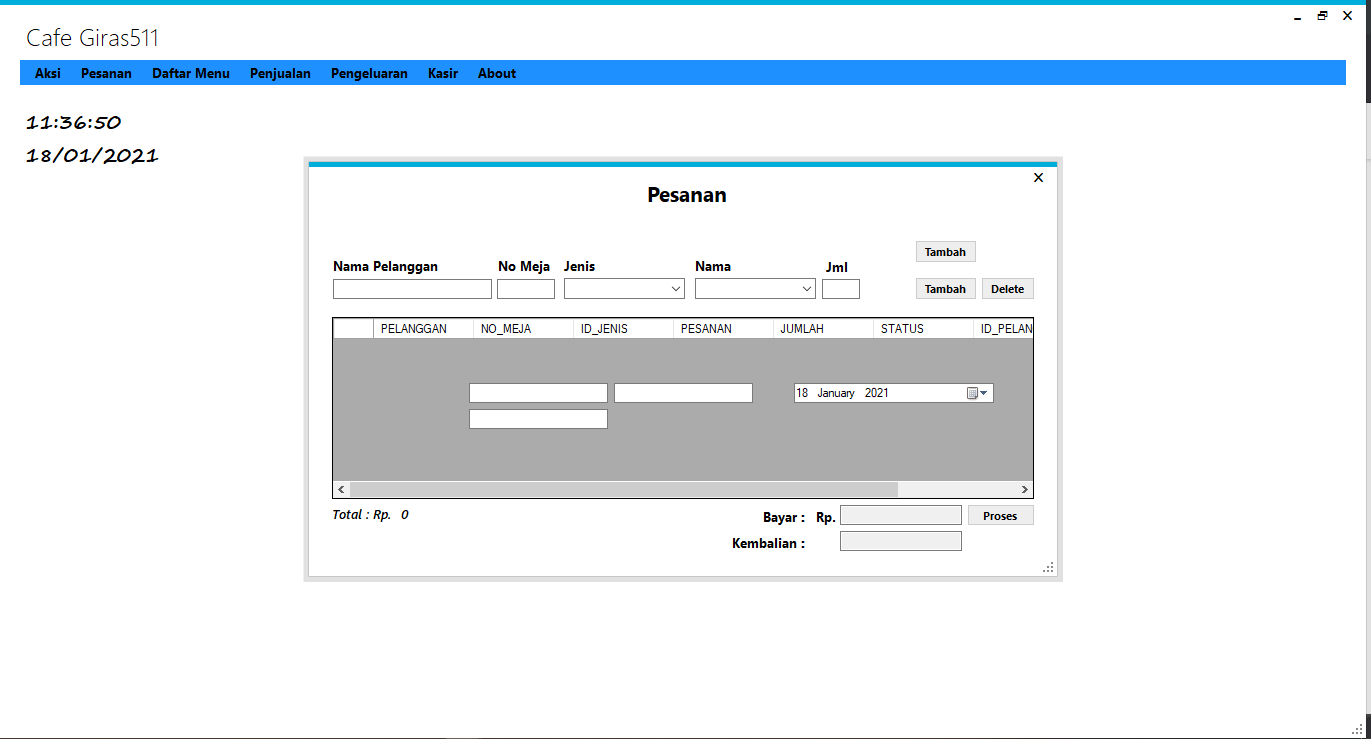 Cafe Giras511
Aksi Pesanan Daftar Menu Penjualan Pengeluaran Kasir About
11:36:50
18/01/2021
Pesanan
Tambah
Nama Pelanggan No Meja Jenis Nama Jml
Tambah Delete
PELANGGAN NO_MEJA ID_JENIS PESANAN JUMLAH STATUS ID_PELAN
18 January 2021
Total : Rp. 0
Bayar : Rp. Proses
Kembalian :